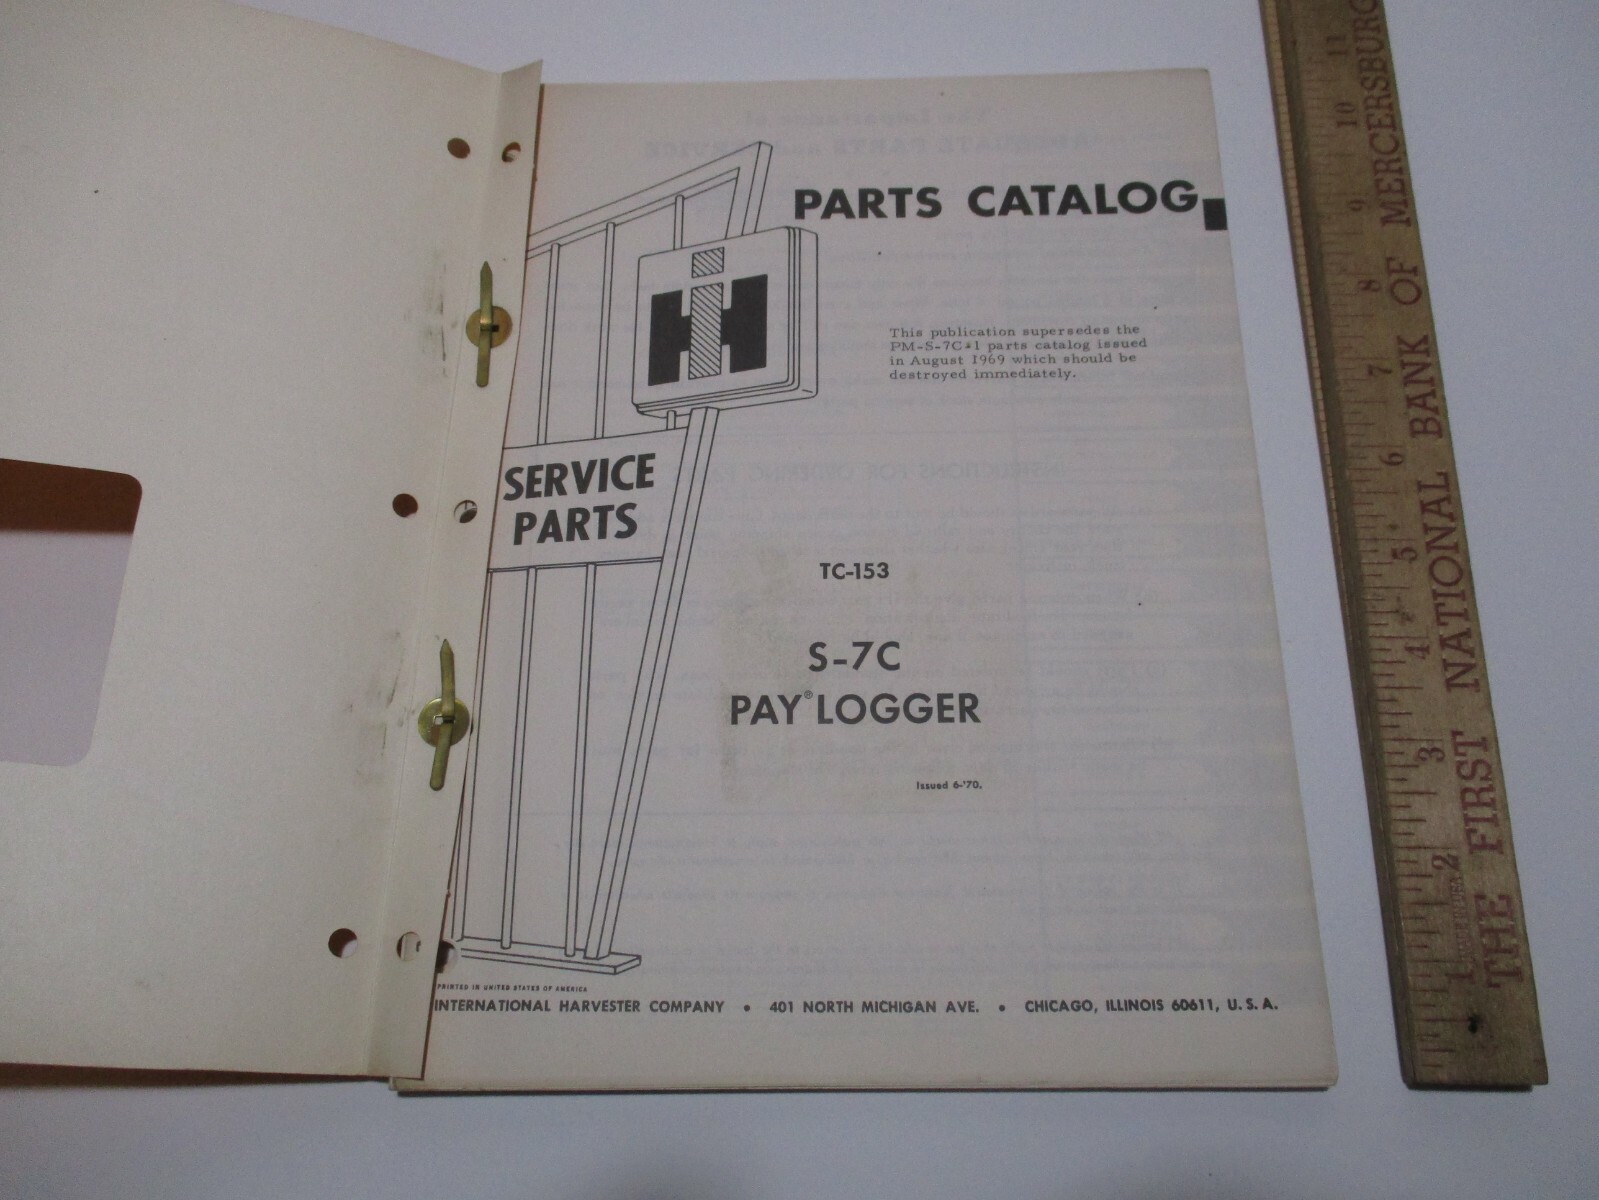 PARTS CATALOG
This publication supersedes the
PM-S-7C-1 parts catalog issued
in August 1969 which should be
destroyed immediately.
IH
SERVICE
PARTS
TC-153
S-7C
PAY®LOGGER
Issued 6-'70.
PRINTED IN UNITED STATES OF AMERICA
INTERNATIONAL HARVESTER COMPANY • 401 NORTH MICHIGAN AVE. • CHICAGO, ILLINOIS 60611, U. S. A.
THE FIRST NATIONAL BANK OF MERCERSBURG
1 2 3 4 5 6 7 8 9 10 11